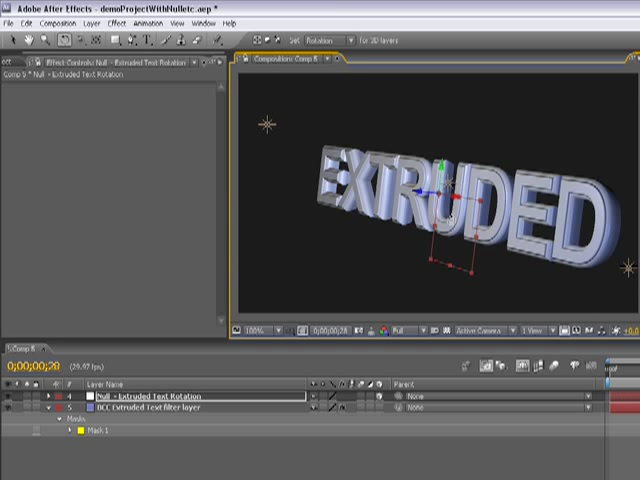 Adobe After Effects - demoProjectWithNulletc.aep *
File Edit Composition Layer Effect Animation View Window Help
Set Rotation for 3D layers
Effect Controls: Null - Extruded Text Rotation
Composition: Comp 5
Comp 5 * Null - Extruded Text Rotation
EXTRUDED
100% 0;00;00;28 Full Active Camera 1 View +0.0
Comp 5
0;00;00;28 (29.97 fps)
# Layer Name Parent
4 Null - Extruded Text Rotation None
5 BCC Extruded Text filter layer None
Masks
Mask 1